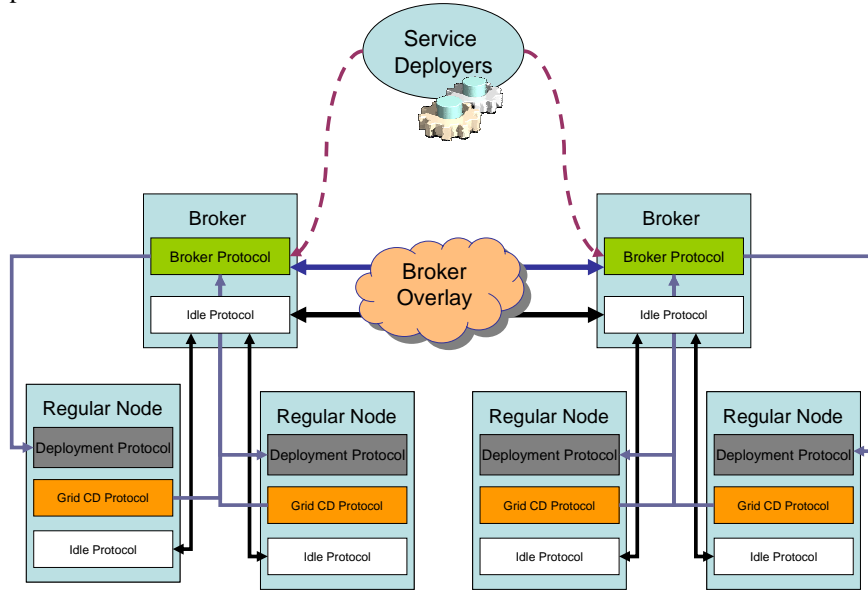 Service
Deployers
Broker
Broker Protocol
Idle Protocol
Broker
Overlay
Broker
Broker Protocol
Idle Protocol
Regular Node
Deployment Protocol
Grid CD Protocol
Idle Protocol
Regular Node
Deployment Protocol
Grid CD Protocol
Idle Protocol
Regular Node
Deployment Protocol
Grid CD Protocol
Idle Protocol
Regular Node
Deployment Protocol
Grid CD Protocol
Idle Protocol